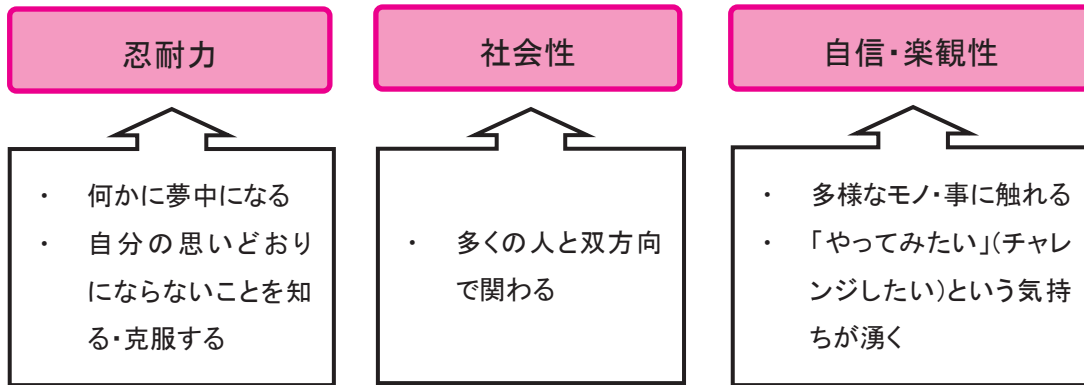 忍耐力
社会性
自信・楽観性
・ 何かに夢中になる
・ 自分の思いどおり
にならないことを知
る・克服する
・ 多くの人と双方向
で関わる
・ 多様なモノ・事に触れる
・ 「やってみたい」(チャレ
ンジしたい)という気持
ちが湧く